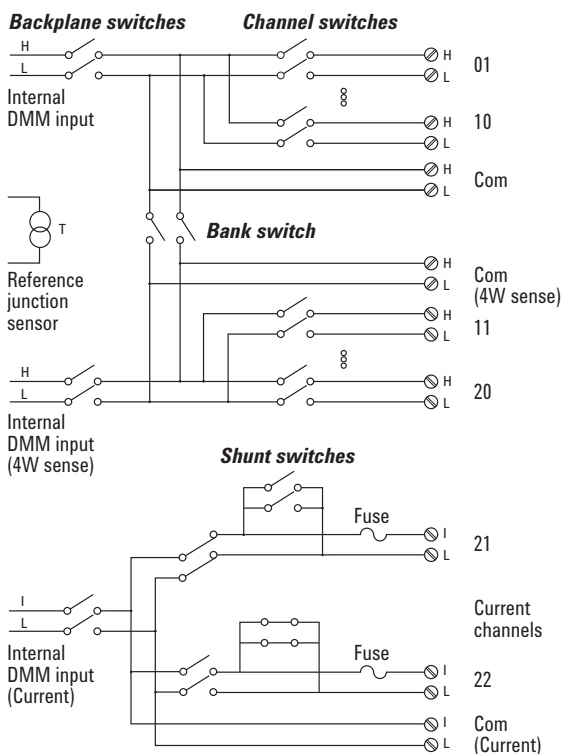 Backplane switches
Channel switches
H
L
Internal
DMM input
H
L
01
H
L
10
H
L
Com
T
Reference
junction
sensor
Bank switch
H
L
Com
(4W sense)
H
L
11
H
L
Internal
DMM input
(4W sense)
H
L
20
Shunt switches
Fuse
I
L
21
I
L
Internal
DMM input
(Current)
Current
channels
Fuse
I
L
22
I
L
Com
(Current)